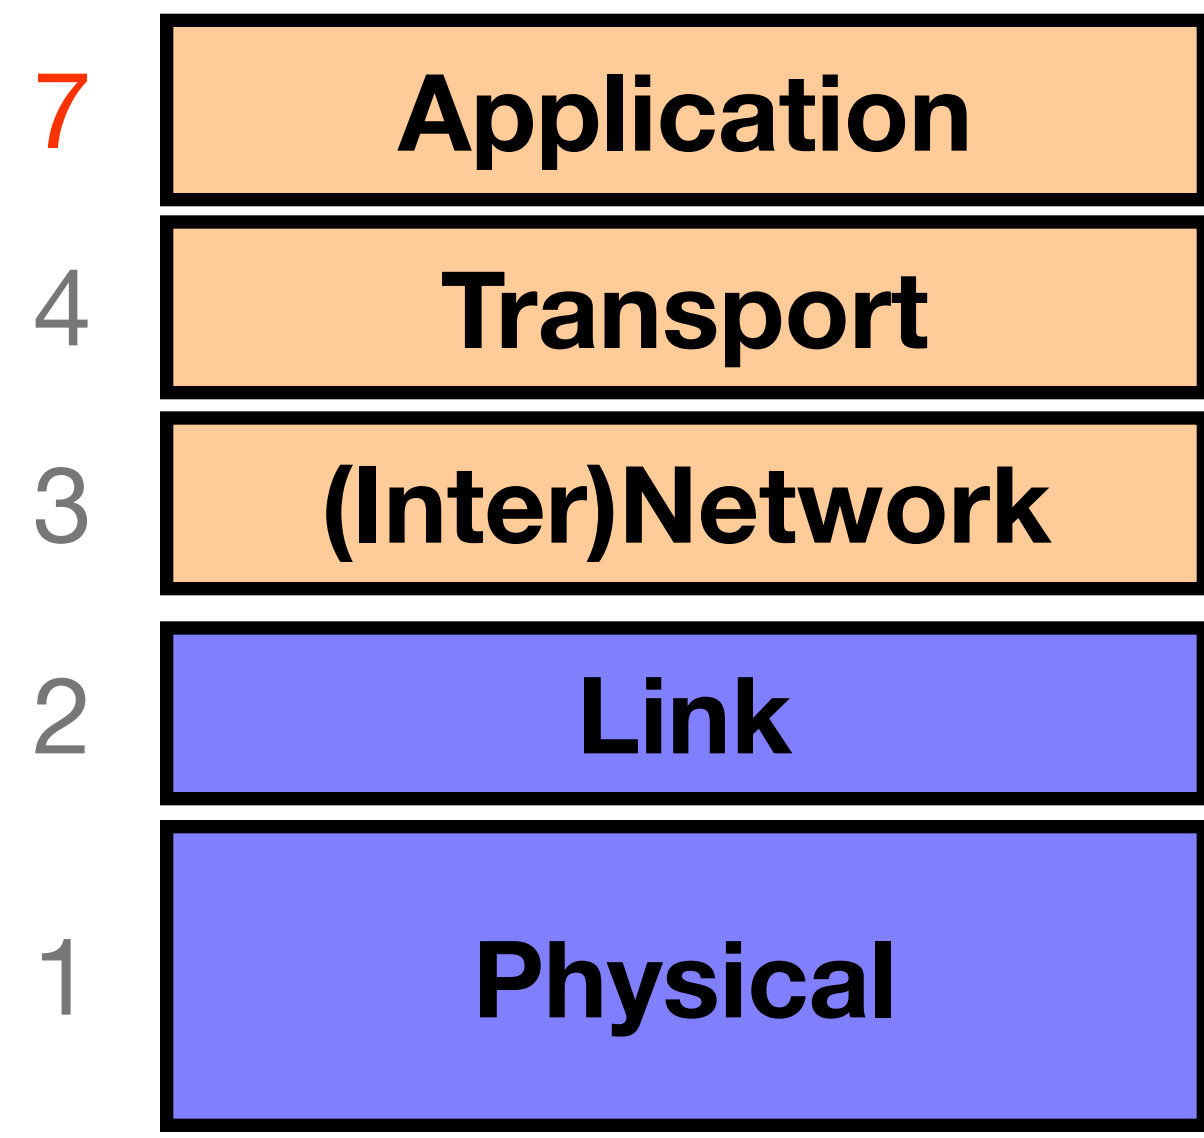 7 Application
4 Transport
3 (Inter)Network
2 Link
1 Physical